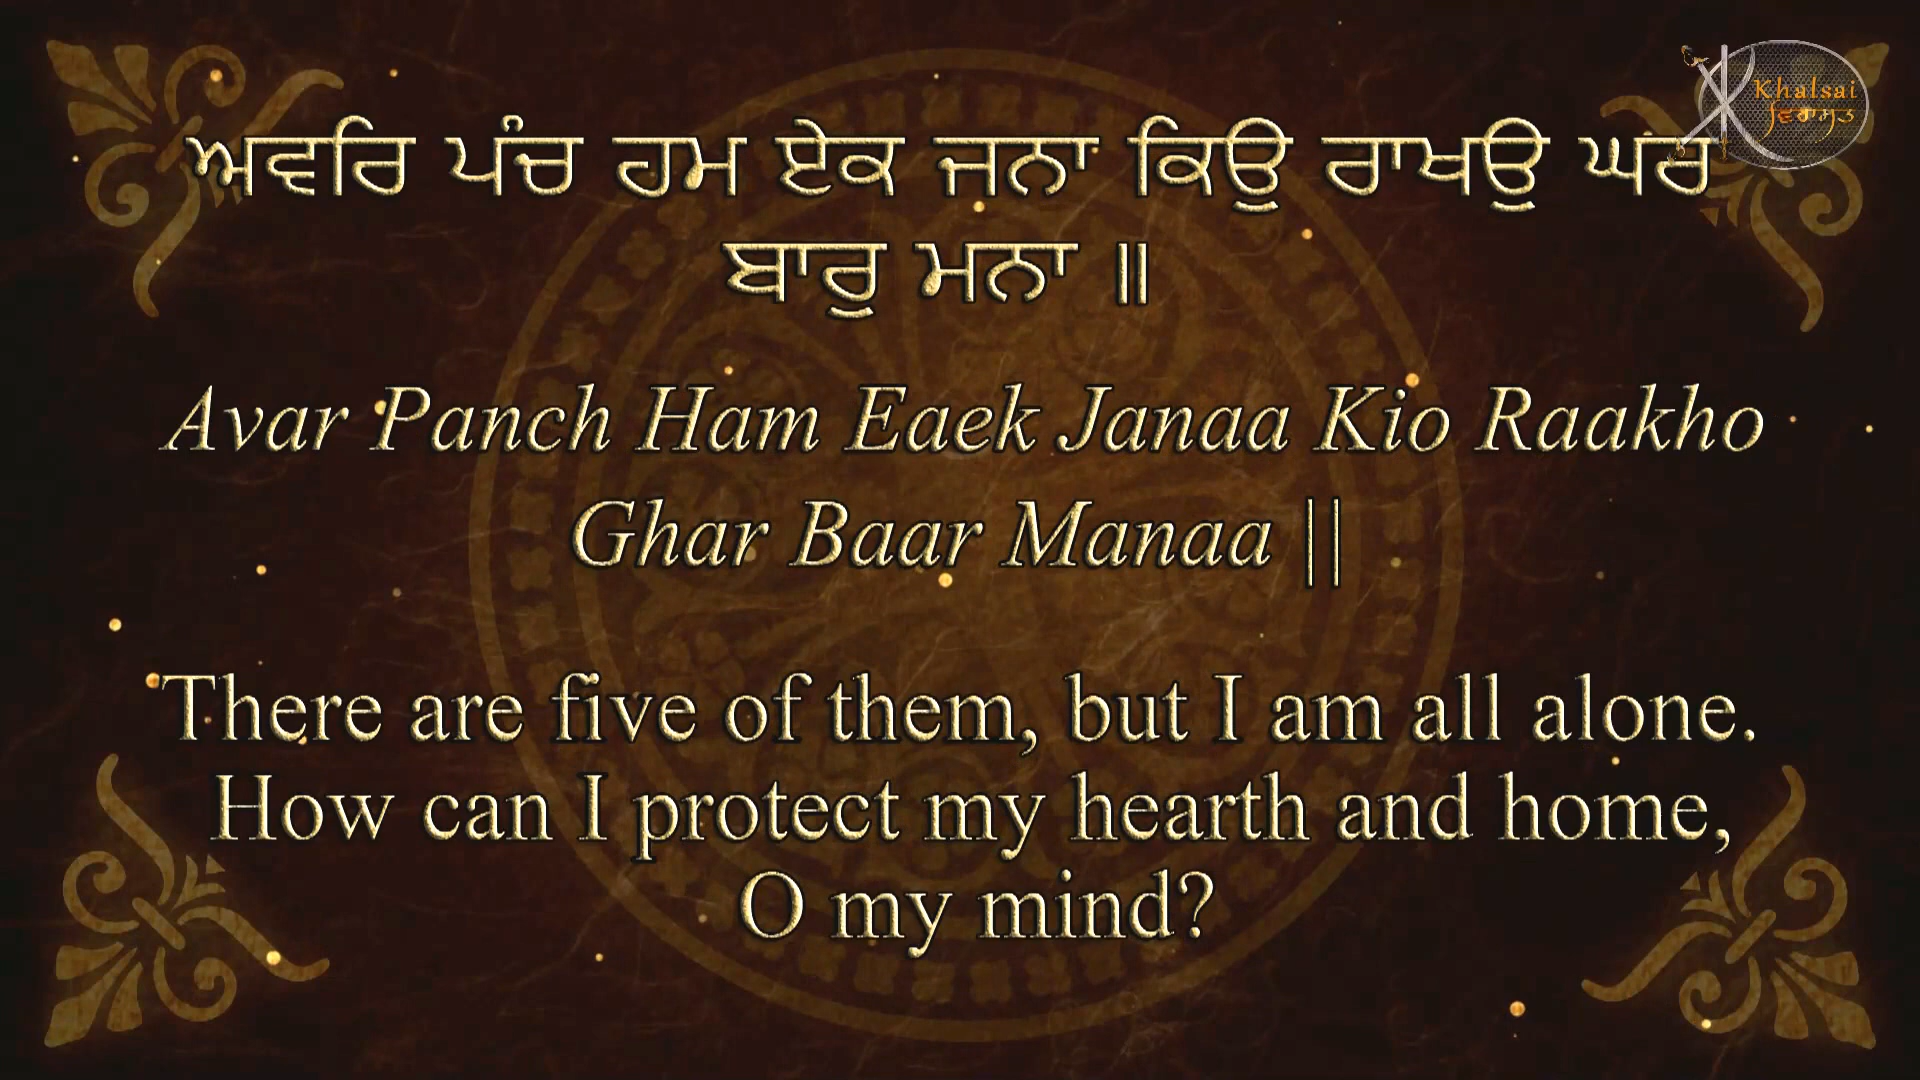 ਅਵਰਿ ਪੰਚ ਹਮ ਏਕ ਜਨਾ ਕਿਉ ਰਾਖਉ ਘਰ
ਬਾਰੁ ਮਨਾ ॥
Avar Panch Ham Eaek Janaa Kio Raakho
Ghar Baar Manaa ||
There are five of them, but I am all alone.
How can I protect my hearth and home,
O my mind?
Khalsai
ਵਿਰਾਸਤ